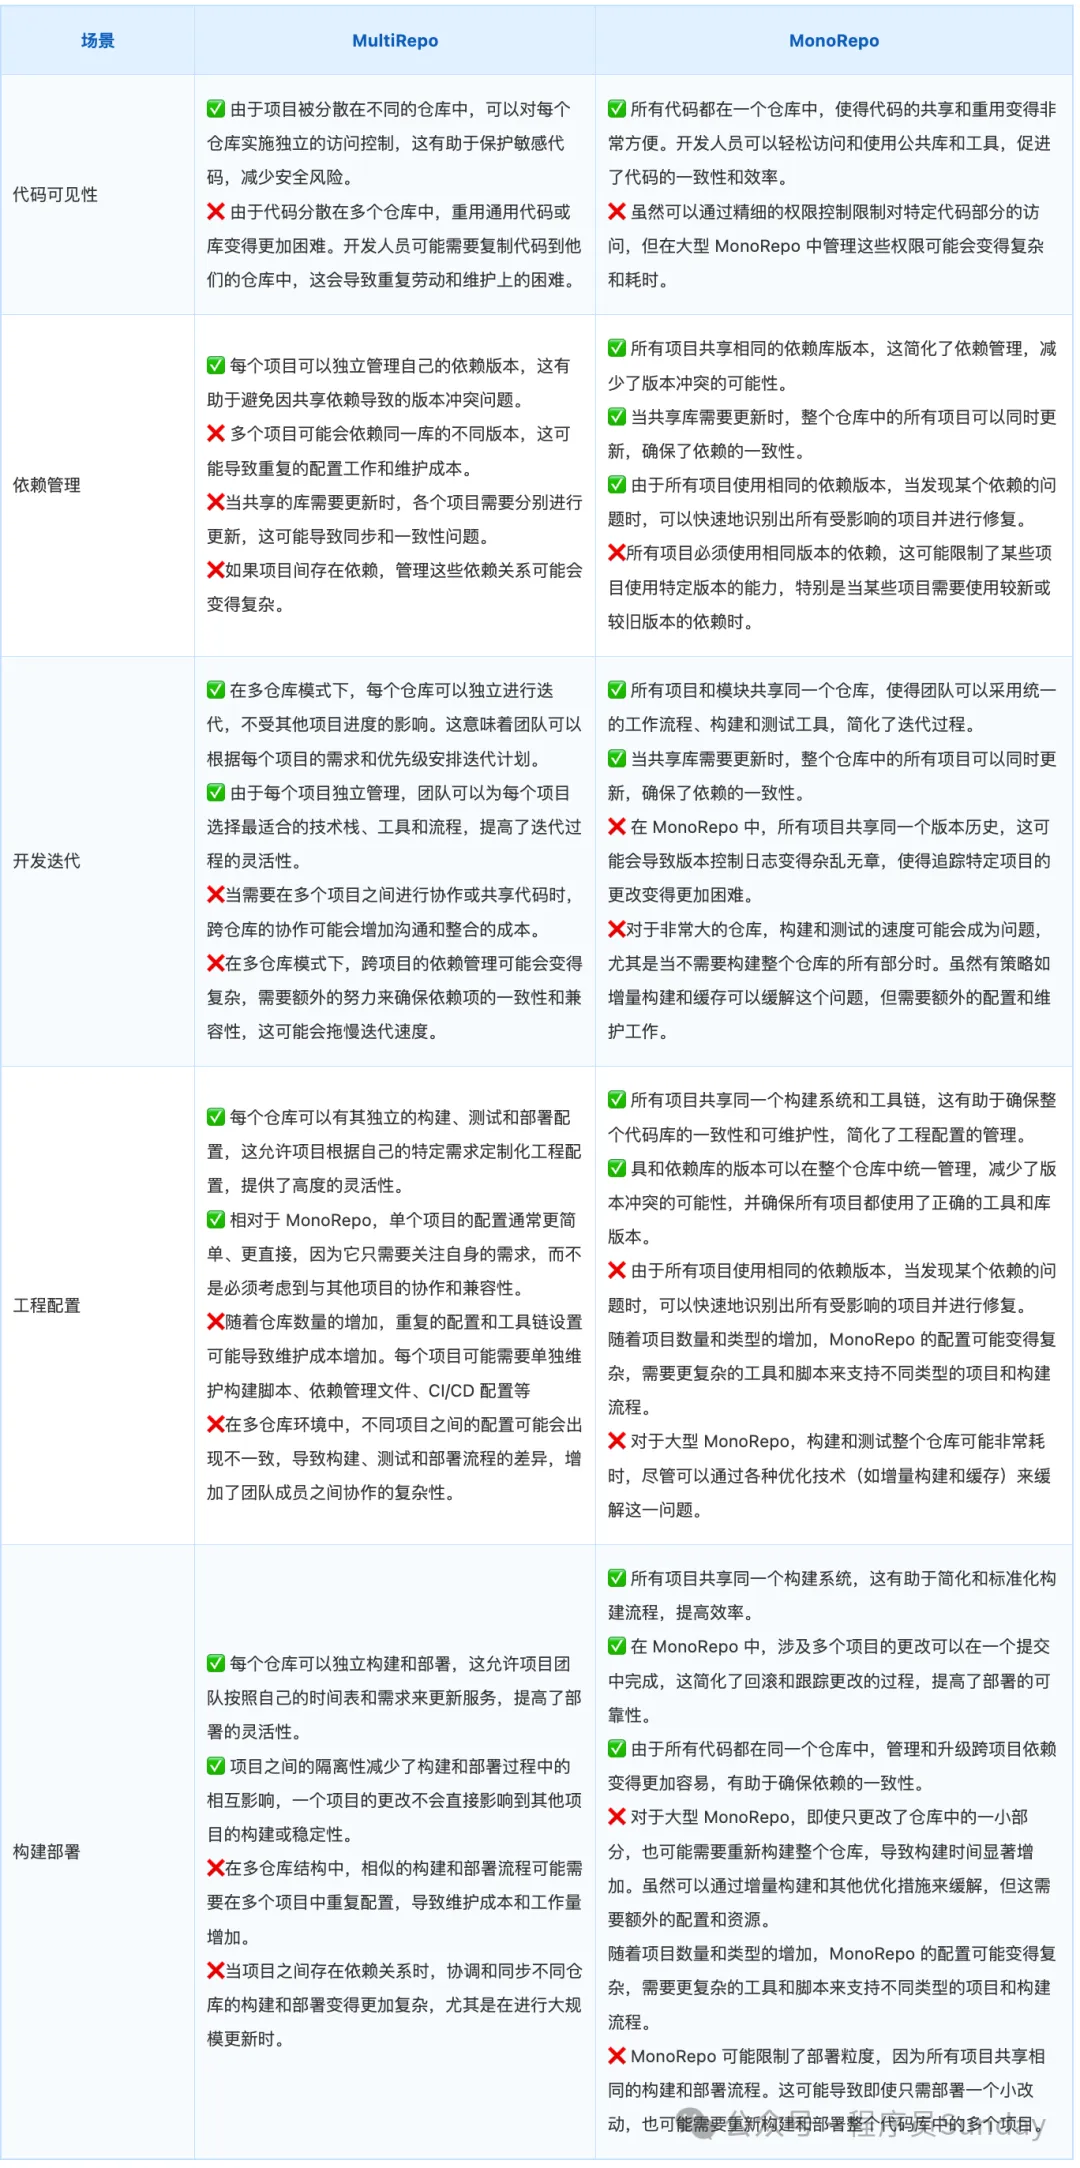 场景
MultiRepo
MonoRepo
代码可见性
✅ 由于项目被分散在不同的仓库中，可以对每个
仓库实施独立的访问控制，这有助于保护敏感代
码，减少安全风险。
❌ 由于代码分散在多个仓库中，重用通用代码或
库变得更加困难。开发人员可能需要复制代码到他
们的仓库中，这会导致重复劳动和维护上的困难。
✅ 所有代码都在一个仓库中，使得代码的共享和重用变得非
常方便。开发人员可以轻松访问和使用公共库和工具，促进
了代码的一致性和效率。
❌ 虽然可以通过精细的权限控制限制对特定代码部分的访
问，但在大型 MonoRepo 中管理这些权限可能会变得复杂
和耗时。
依赖管理
✅ 每个项目可以独立管理自己的依赖版本，这有
助于避免因共享依赖导致的版本冲突问题。
❌ 多个项目可能会依赖同一库的不同版本，这可
能导致重复的配置工作和维护成本。
❌当共享的库需要更新时，各个项目需要分别进行
更新，这可能导致同步和一致性问题。
❌如果项目间存在依赖，管理这些依赖关系可能会
变得复杂。
✅ 所有项目共享相同的依赖库版本，这简化了依赖管理，减
少了版本冲突的可能性。
✅ 当共享库需要更新时，整个仓库中的所有项目可以同时更
新，确保了依赖的一致性。
✅ 由于所有项目使用相同的依赖版本，当发现某个依赖的问
题时，可以快速地识别出所有受影响的项目并进行修复。
❌所有项目必须使用相同版本的依赖，这可能限制了某些项
目使用特定版本的能力，特别是当某些项目需要使用较新或
较旧版本的依赖时。
开发迭代
✅ 在多仓库模式下，每个仓库可以独立进行迭
代，不受其他项目进度的影响。这意味着团队可以
根据每个项目的需求和优先级安排迭代计划。
✅ 由于每个项目独立管理，团队可以为每个项目
选择最适合的技术栈、工具和流程，提高了迭代过
程的灵活性。
❌当需要在多个项目之间进行协作或共享代码时，
跨仓库的协作可能会增加沟通和整合的成本。
❌在多仓库模式下，跨项目的依赖管理可能会变得
复杂，需要额外的努力来确保依赖项的一致性和兼
容性，这可能会拖慢迭代速度。
✅ 所有项目和模块共享同一个仓库，使得团队可以采用统一
的工作流程、构建和测试工具，简化了迭代过程。
✅ 当共享库需要更新时，整个仓库中的所有项目可以同时更
新，确保了依赖的一致性。
❌ 在 MonoRepo 中，所有项目共享同一个版本历史，这可
能会导致版本控制日志变得杂乱无章，使得追踪特定项目的
更改变得更加困难。
❌对于非常大的仓库，构建和测试的速度可能会成为问题，
尤其是当不需要构建整个仓库的所有部分时。虽然有策略如
增量构建和缓存可以缓解这个问题，但需要额外的配置和维
护工作。
工程配置
✅ 每个仓库可以有其独立的构建、测试和部署配
置，这允许项目根据自己的特定需求定制化工程配
置，提供了高度的灵活性。
✅ 相对于 MonoRepo，单个项目的配置通常更简
单、更直接，因为它只需要关注自身的需求，而不
是必须考虑到与其他项目的协作和兼容性。
❌随着仓库数量的增加，重复的配置和工具链设置
可能导致维护成本增加。每个项目可能需要单独维
护构建脚本、依赖管理文件、CI/CD 配置等
❌在多仓库环境中，不同项目之间的配置可能会出
现不一致，导致构建、测试和部署流程的差异，增
加了团队成员之间协作的复杂性。
✅ 所有项目共享同一个构建系统和工具链，这有助于确保整
个代码库的一致性和可维护性，简化了工程配置的管理。
✅ 具和依赖库的版本可以在整个仓库中统一管理，减少了版
本冲突的可能性，并确保所有项目都使用了正确的工具和库
版本。
❌ 由于所有项目使用相同的依赖版本，当发现某个依赖的问
题时，可以快速地识别出所有受影响的项目并进行修复。
随着项目数量和类型的增加，MonoRepo 的配置可能变得复
杂，需要更复杂的工具和脚本来支持不同类型的项目和构建
流程。
❌ 对于大型 MonoRepo，构建和测试整个仓库可能非常耗
时，尽管可以通过各种优化技术（如增量构建和缓存）来缓
解这一问题。
构建部署
✅ 每个仓库可以独立构建和部署，这允许项目团
队按照自己的时间表和需求来更新服务，提高了部
署的灵活性。
✅ 项目之间的隔离性减少了构建和部署过程中的
相互影响，一个项目的更改不会直接影响到其他项
目的构建或稳定性。
❌在多仓库结构中，相似的构建和部署流程可能需
要在多个项目中重复配置，导致维护成本和工作量
增加。
❌当项目之间存在依赖关系时，协调和同步不同仓
库的构建和部署变得更加复杂，尤其是在进行大规
模更新时。
✅ 所有项目共享同一个构建系统，这有助于简化和标准化构
建流程，提高效率。
✅ 在 MonoRepo 中，涉及多个项目的更改可以在一个提交
中完成，这简化了回滚和跟踪更改的过程，提高了部署的可
靠性。
✅ 由于所有代码都在同一个仓库中，管理和升级跨项目依赖
变得更加容易，有助于确保依赖的一致性。
❌ 对于大型 MonoRepo，即使只更改了仓库中的一小部
分，也可能需要重新构建整个仓库，导致构建时间显著增
加。虽然可以通过增量构建和其他优化措施来缓解，但这需
要额外的配置和资源。
随着项目数量和类型的增加，MonoRepo 的配置可能变得复
杂，需要更复杂的工具和脚本来支持不同类型的项目和构建
流程。
❌ MonoRepo 可能限制了部署粒度，因为所有项目共享相
同的构建和部署流程。这可能导致即使只需部署一个小改
动，也可能需要重新构建和部署整个代码库中的多个项目。
公众号 · 程序员Sunday